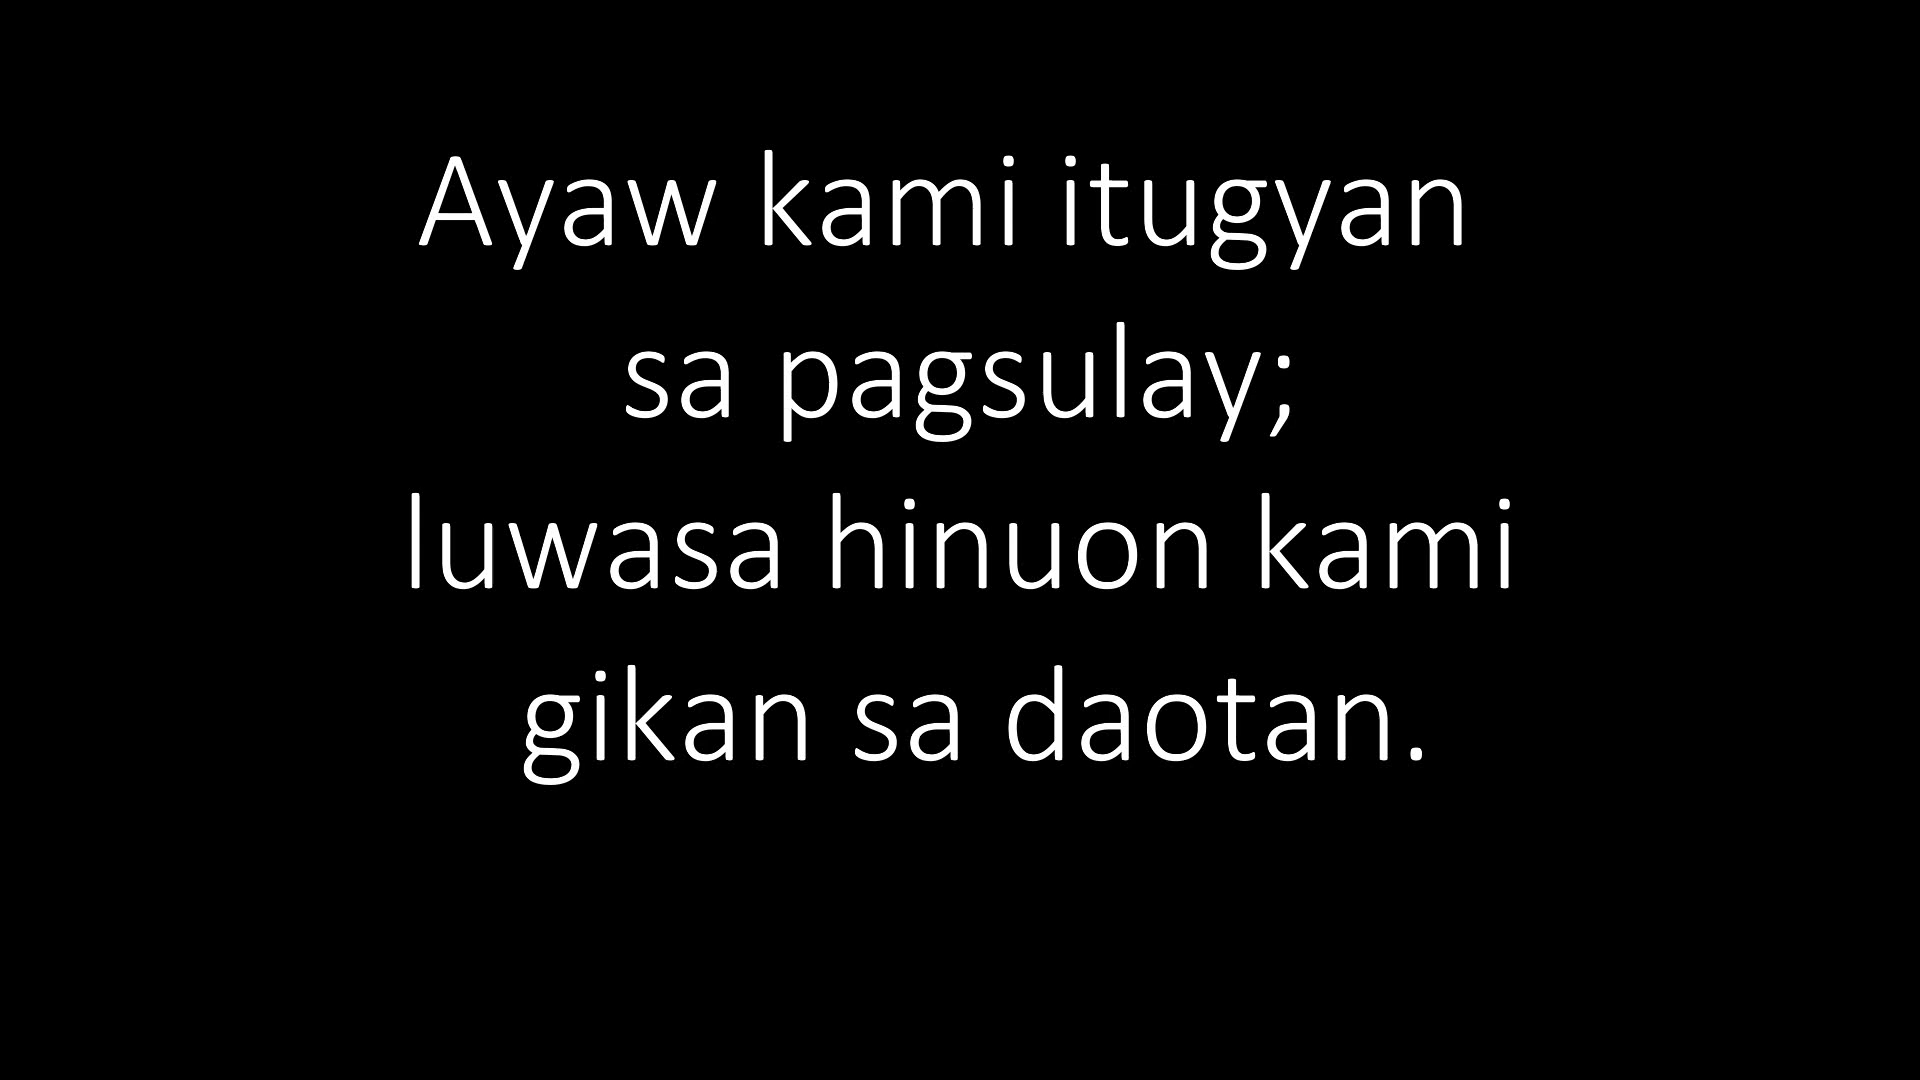 Ayaw kami itugyan
sa pagsulay;
luwasa hinuon kami
gikan sa daotan.